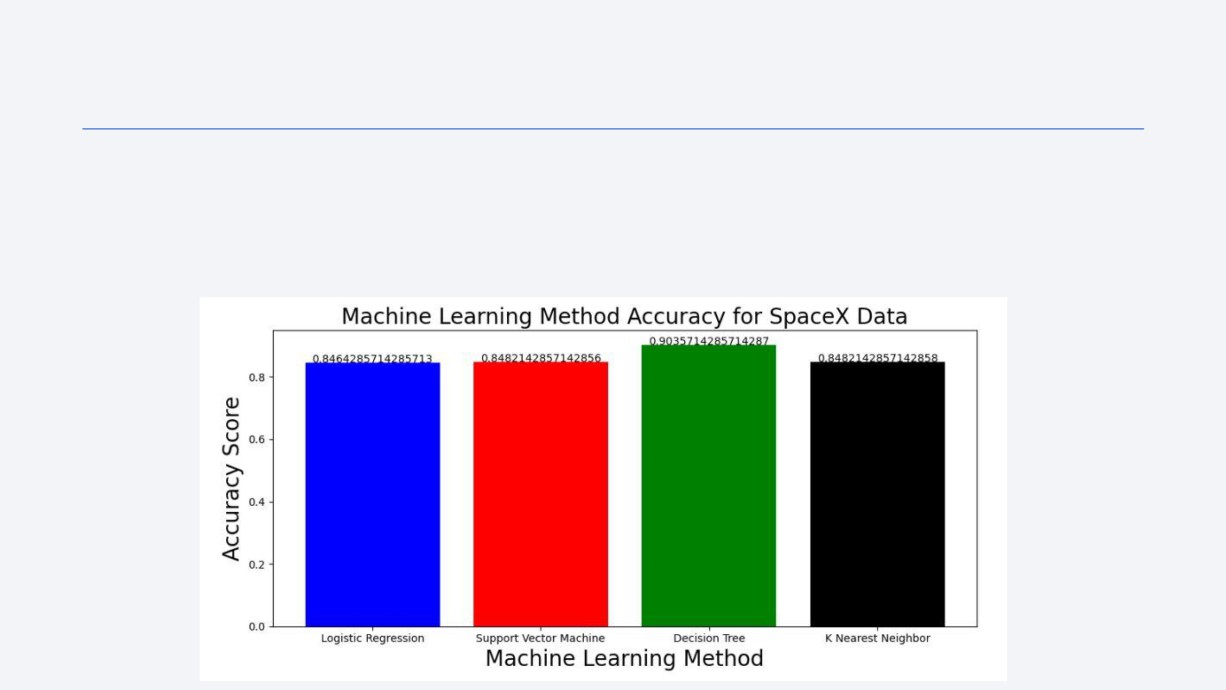 Machine Learning Method Accuracy for SpaceX Data
0.9035714285714287
0.8464285714285713 0.8482142857142856 0.8482142857142858
0.8
0.6
0.4
0.2
0.0
Accuracy Score
Logistic Regression Support Vector Machine Decision Tree K Nearest Neighbor
Machine Learning Method